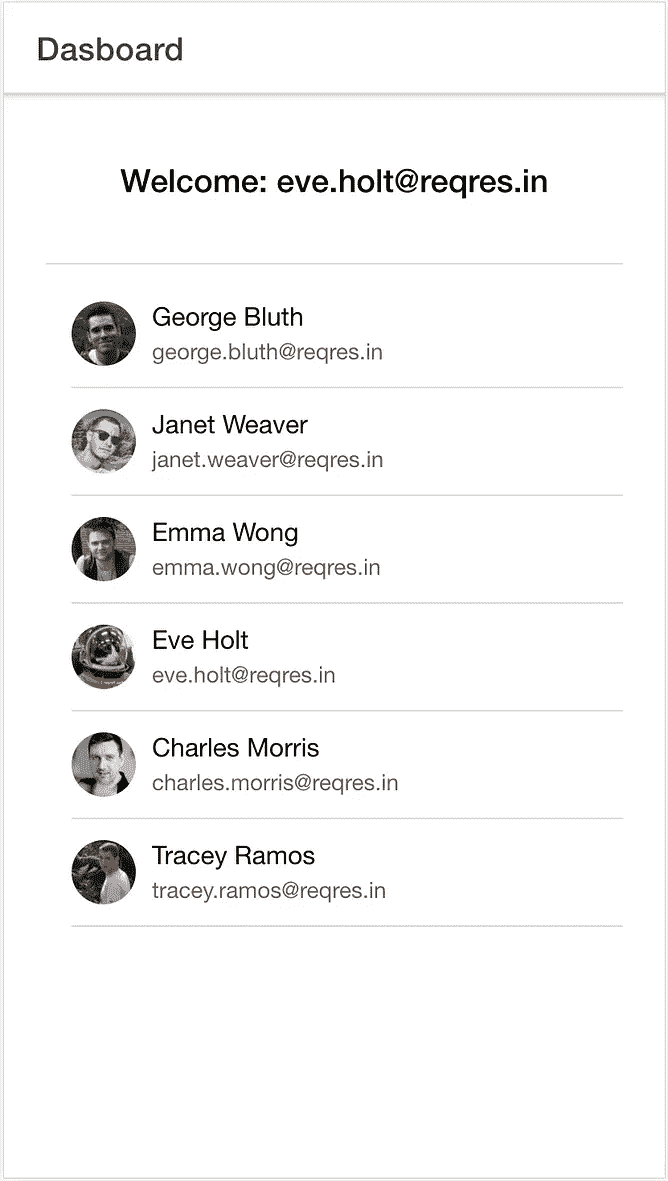 Dasboard
Welcome: eve.holt@reqres.in
George Bluth
george.bluth@reqres.in
Janet Weaver
janet.weaver@reqres.in
Emma Wong
emma.wong@reqres.in
Eve Holt
eve.holt@reqres.in
Charles Morris
charles.morris@reqres.in
Tracey Ramos
tracey.ramos@reqres.in